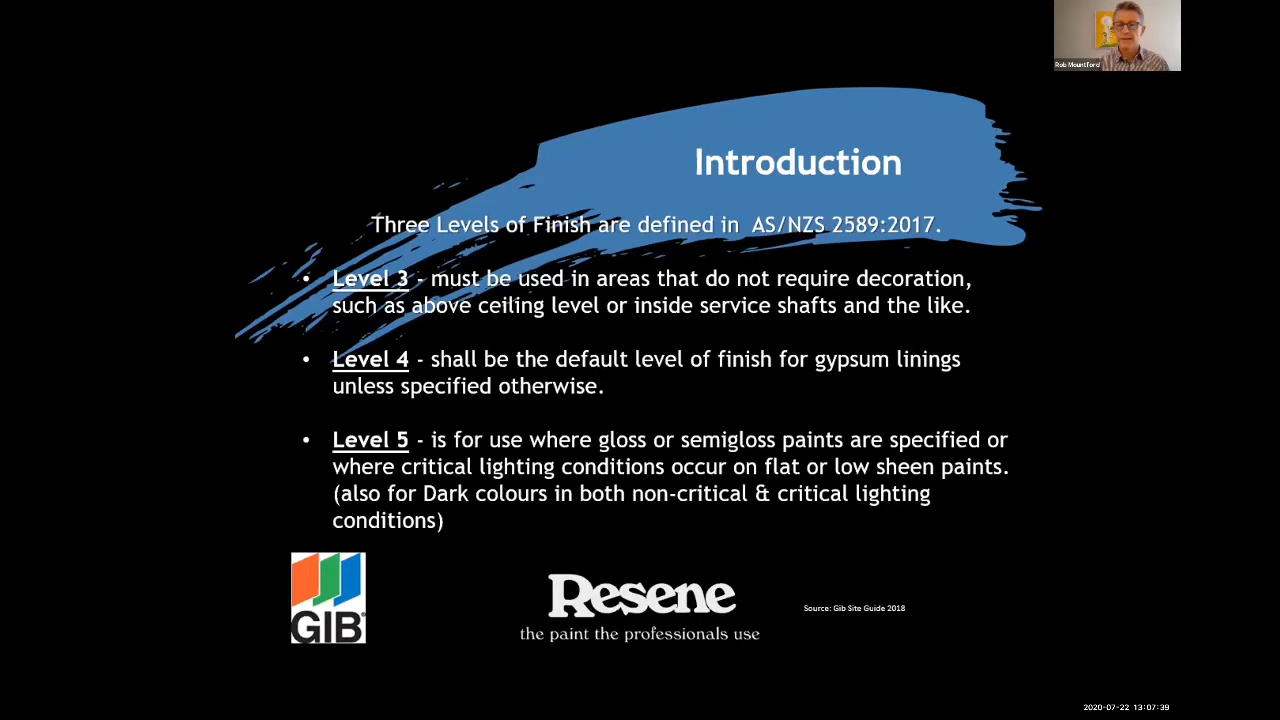 Rob Mountford
Introduction
Three Levels of Finish are defined in AS/NZS 2589:2017.
• Level 3 - must be used in areas that do not require decoration,
such as above ceiling level or inside service shafts and the like.
• Level 4 - shall be the default level of finish for gypsum linings
unless specified otherwise.
• Level 5 - is for use where gloss or semigloss paints are specified or
where critical lighting conditions occur on flat or low sheen paints.
(also for Dark colours in both non-critical & critical lighting
conditions)
GIB®
Resene
the paint the professionals use
Source: Gib Site Guide 2018
2020-07-22 13:07:39